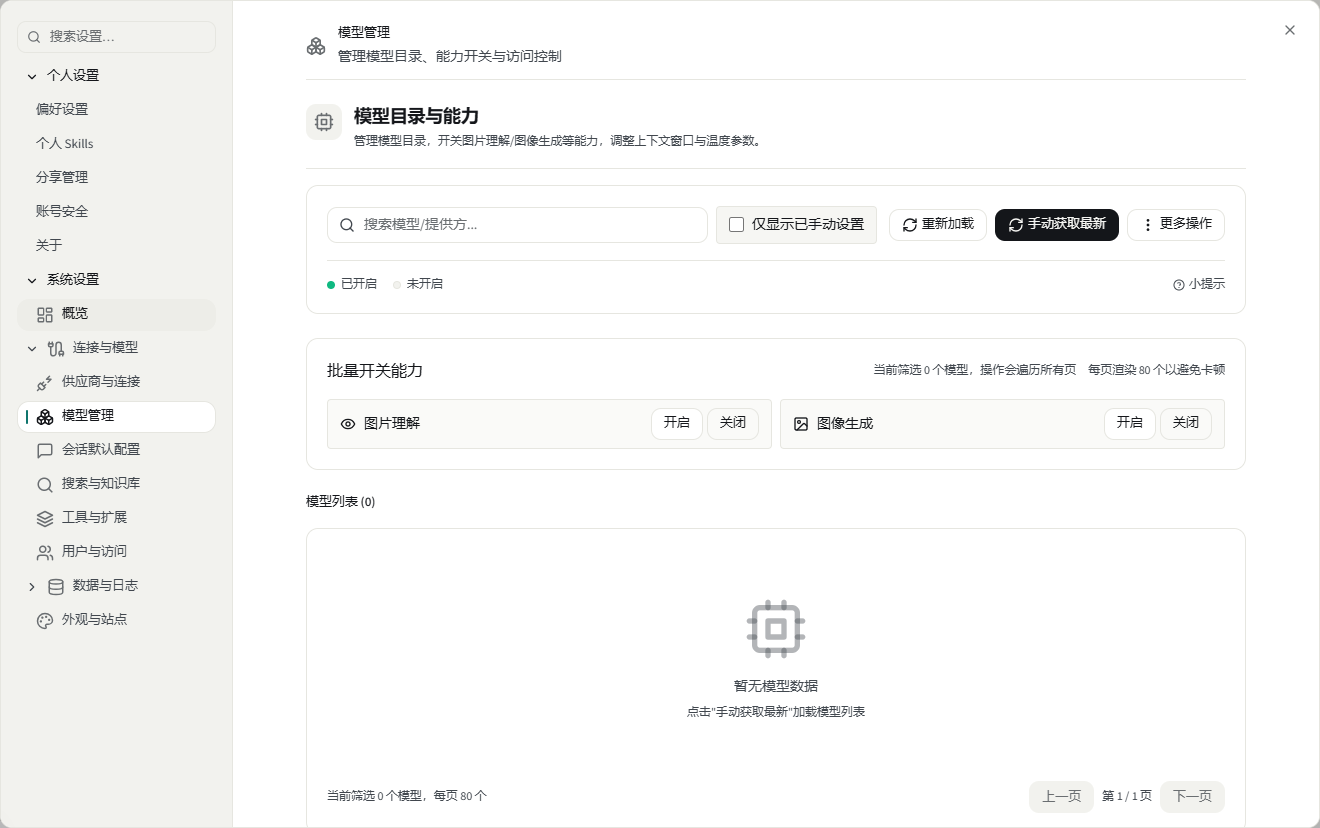 搜索设置...
个人设置
偏好设置
个人 Skills
分享管理
账号安全
关于
系统设置
概览
连接与模型
供应商与连接
模型管理
会话默认配置
搜索与知识库
工具与扩展
用户与访问
数据与日志
外观与站点
模型管理
管理模型目录、能力开关与访问控制
模型目录与能力
管理模型目录，开关图片理解/图像生成等能力，调整上下文窗口与温度参数。
搜索模型/提供方...
仅显示已手动设置
重新加载
手动获取最新
更多操作
已开启 未开启
小提示
批量开关能力
当前筛选 0 个模型，操作会遍历所有页 每页渲染 80 个以避免卡顿
图片理解 开启 关闭
图像生成 开启 关闭
模型列表 (0)
暂无模型数据
点击"手动获取最新"加载模型列表
当前筛选 0 个模型，每页 80 个
上一页 第 1 / 1 页 下一页